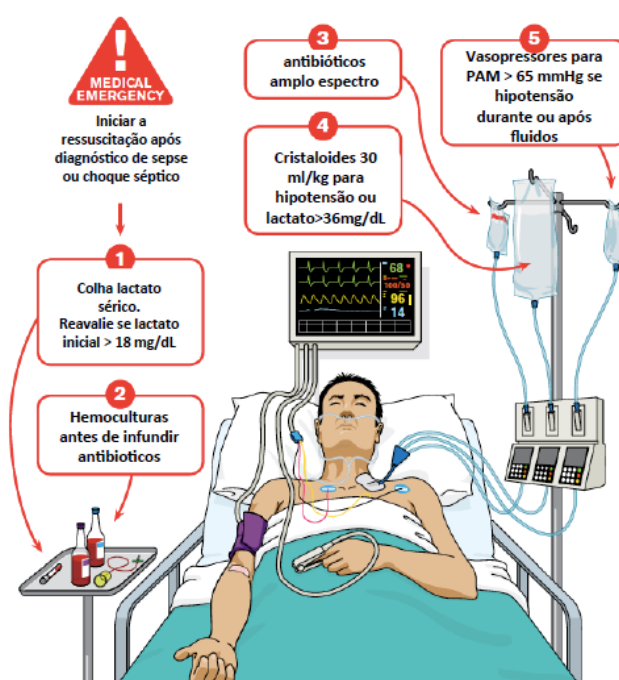 !
MEDICAL
EMERGENCY
Iniciar a
ressuscitação após
diagnóstico de sepse
ou choque séptico
1
Colha lactato
sérico.
Reavalie se lactato
inicial > 18 mg/dL
2
Hemoculturas
antes de infundir
antibioticos
3
antibióticos
amplo espectro
4
Cristaloides 30
ml/kg para
hipotensão ou
lactato>36mg/dL
5
Vasopressores para
PAM > 65 mmHg se
hipotensão
durante ou após
fluidos
68
100/50
96
14